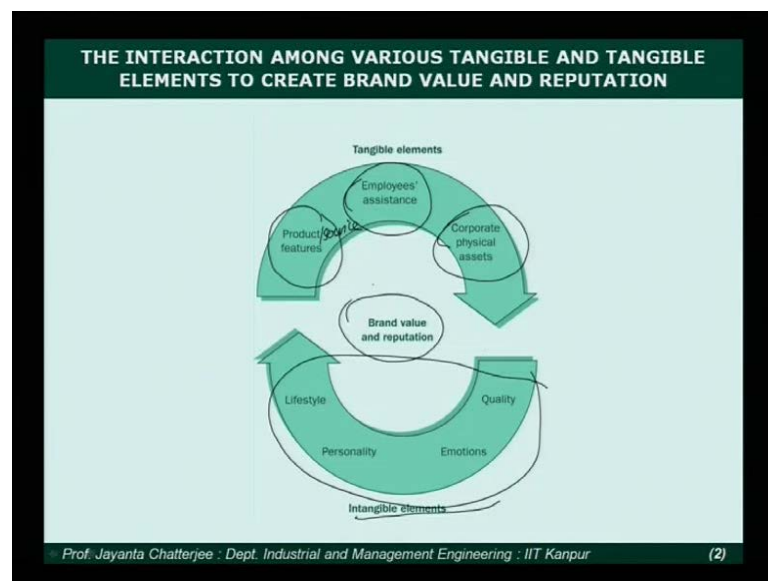 THE INTERACTION AMONG VARIOUS TANGIBLE AND TANGIBLE
ELEMENTS TO CREATE BRAND VALUE AND REPUTATION
Tangible elements
Employees'
assistance
Product/service
features
Corporate
physical
assets
Brand value
and reputation
Lifestyle
Quality
Personality
Emotions
Intangible elements
Prof. Jayanta Chatterjee : Dept. Industrial and Management Engineering : IIT Kanpur
(2)